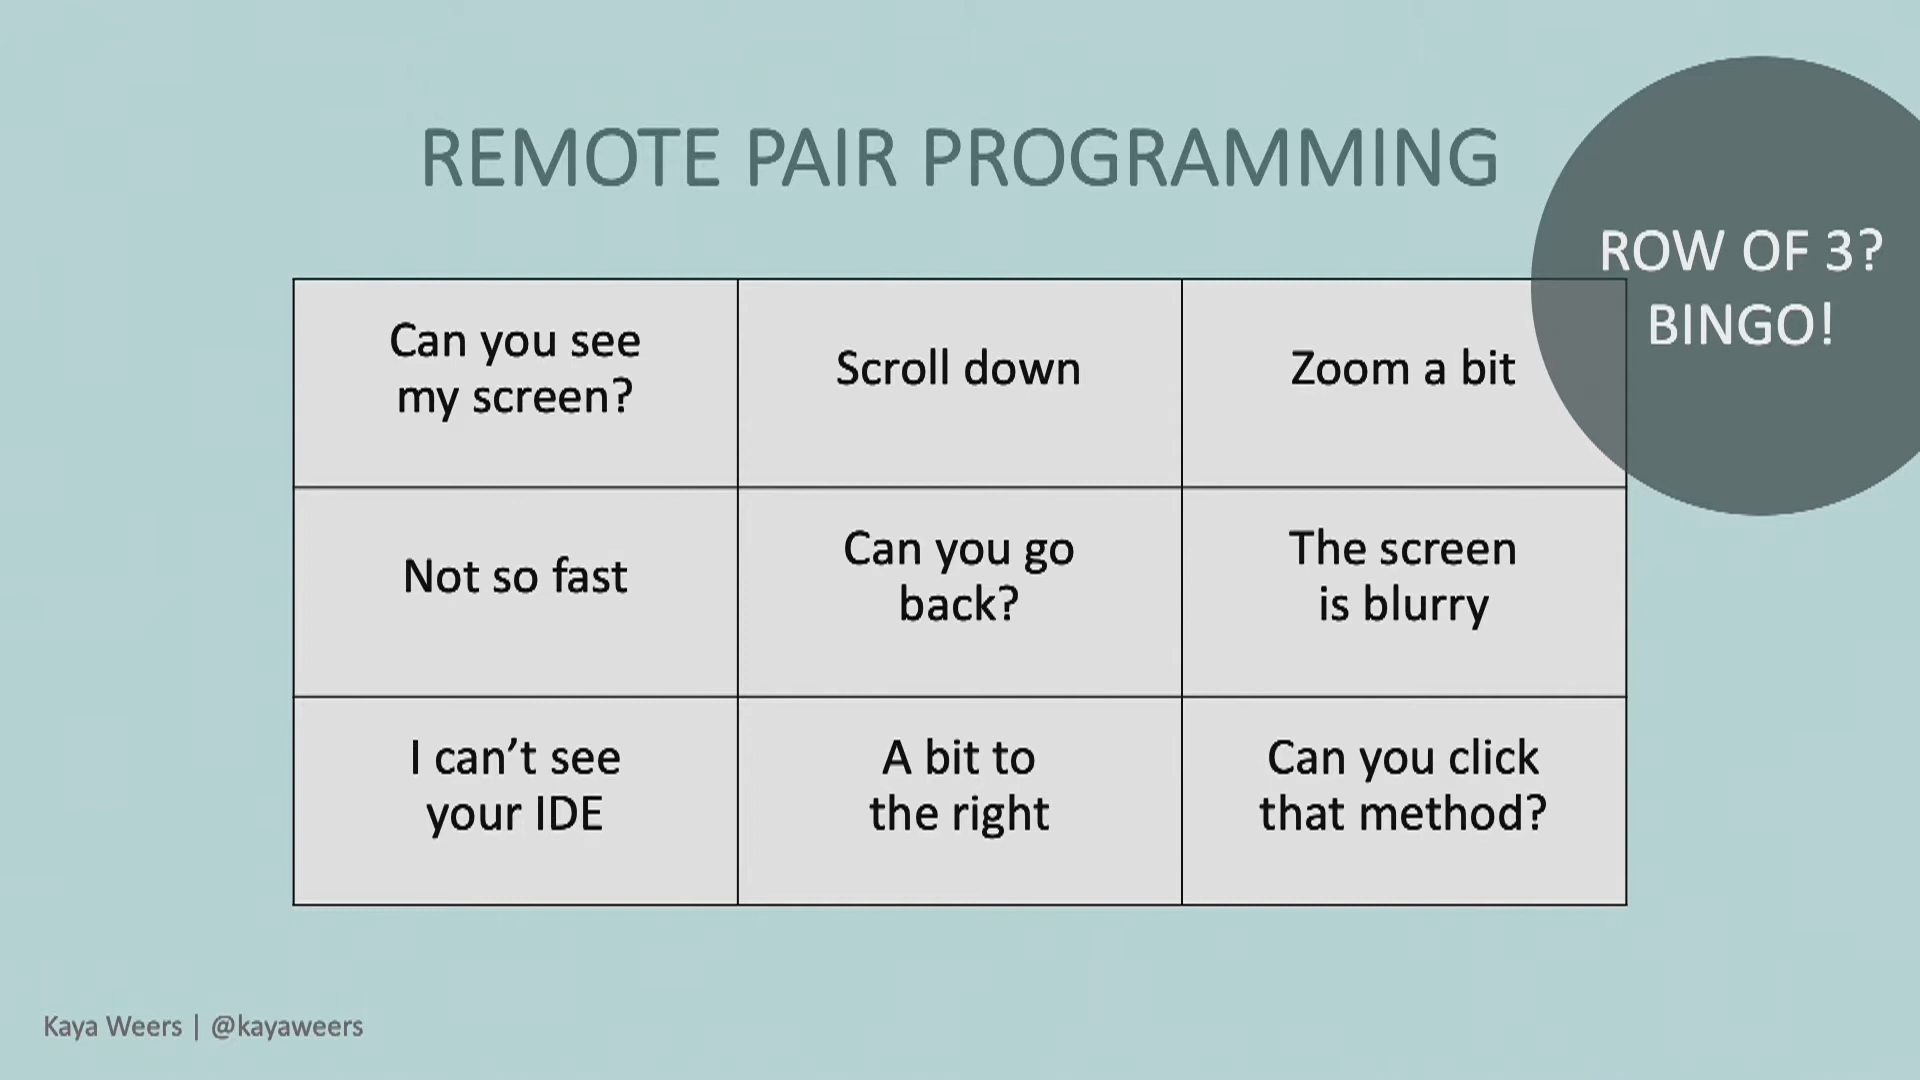 REMOTE PAIR PROGRAMMING
ROW OF 3?
BINGO!
Can you see
my screen?
Scroll down
Zoom a bit
Not so fast
Can you go
back?
The screen
is blurry
I can’t see
your IDE
A bit to
the right
Can you click
that method?
Kaya Weers | @kayaweers